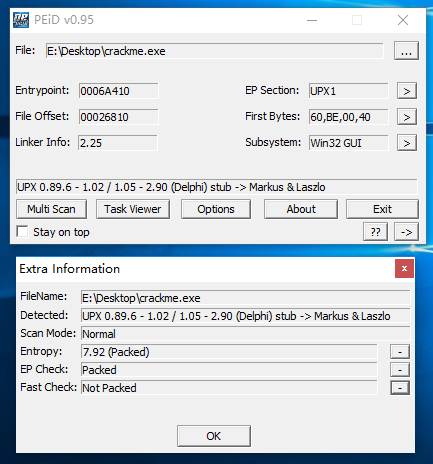 PEiD v0.95
File: E:\Desktop\crackme.exe ...
Entrypoint: 0006A410 EP Section: UPX1 >
File Offset: 00026810 First Bytes: 60,BE,00,40 >
Linker Info: 2.25 Subsystem: Win32 GUI >
UPX 0.89.6 - 1.02 / 1.05 - 2.90 (Delphi) stub -> Markus & Laszlo
Multi Scan Task Viewer Options About Exit
Stay on top ?? ->
Extra Information x
FileName: E:\Desktop\crackme.exe
Detected: UPX 0.89.6 - 1.02 / 1.05 - 2.90 (Delphi) stub -> Markus & Laszlo
Scan Mode: Normal
Entropy: 7.92 (Packed) -
EP Check: Packed -
Fast Check: Not Packed -
OK